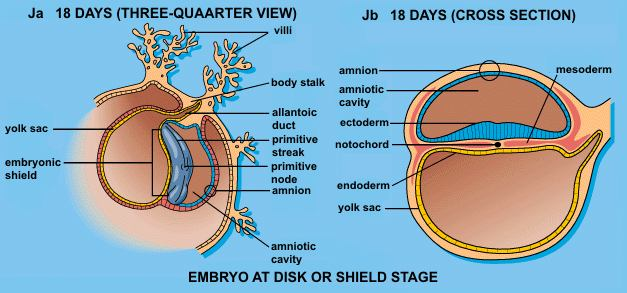 Ja 18 DAYS (THREE-QUAARTER VIEW)
villi
body stalk
allantoic
duct
primitive
streak
primitive
node
amnion
amniotic
cavity
yolk sac
embryonic
shield
Jb 18 DAYS (CROSS SECTION)
amnion
mesoderm
amniotic
cavity
ectoderm
notochord
endoderm
yolk sac
EMBRYO AT DISK OR SHIELD STAGE